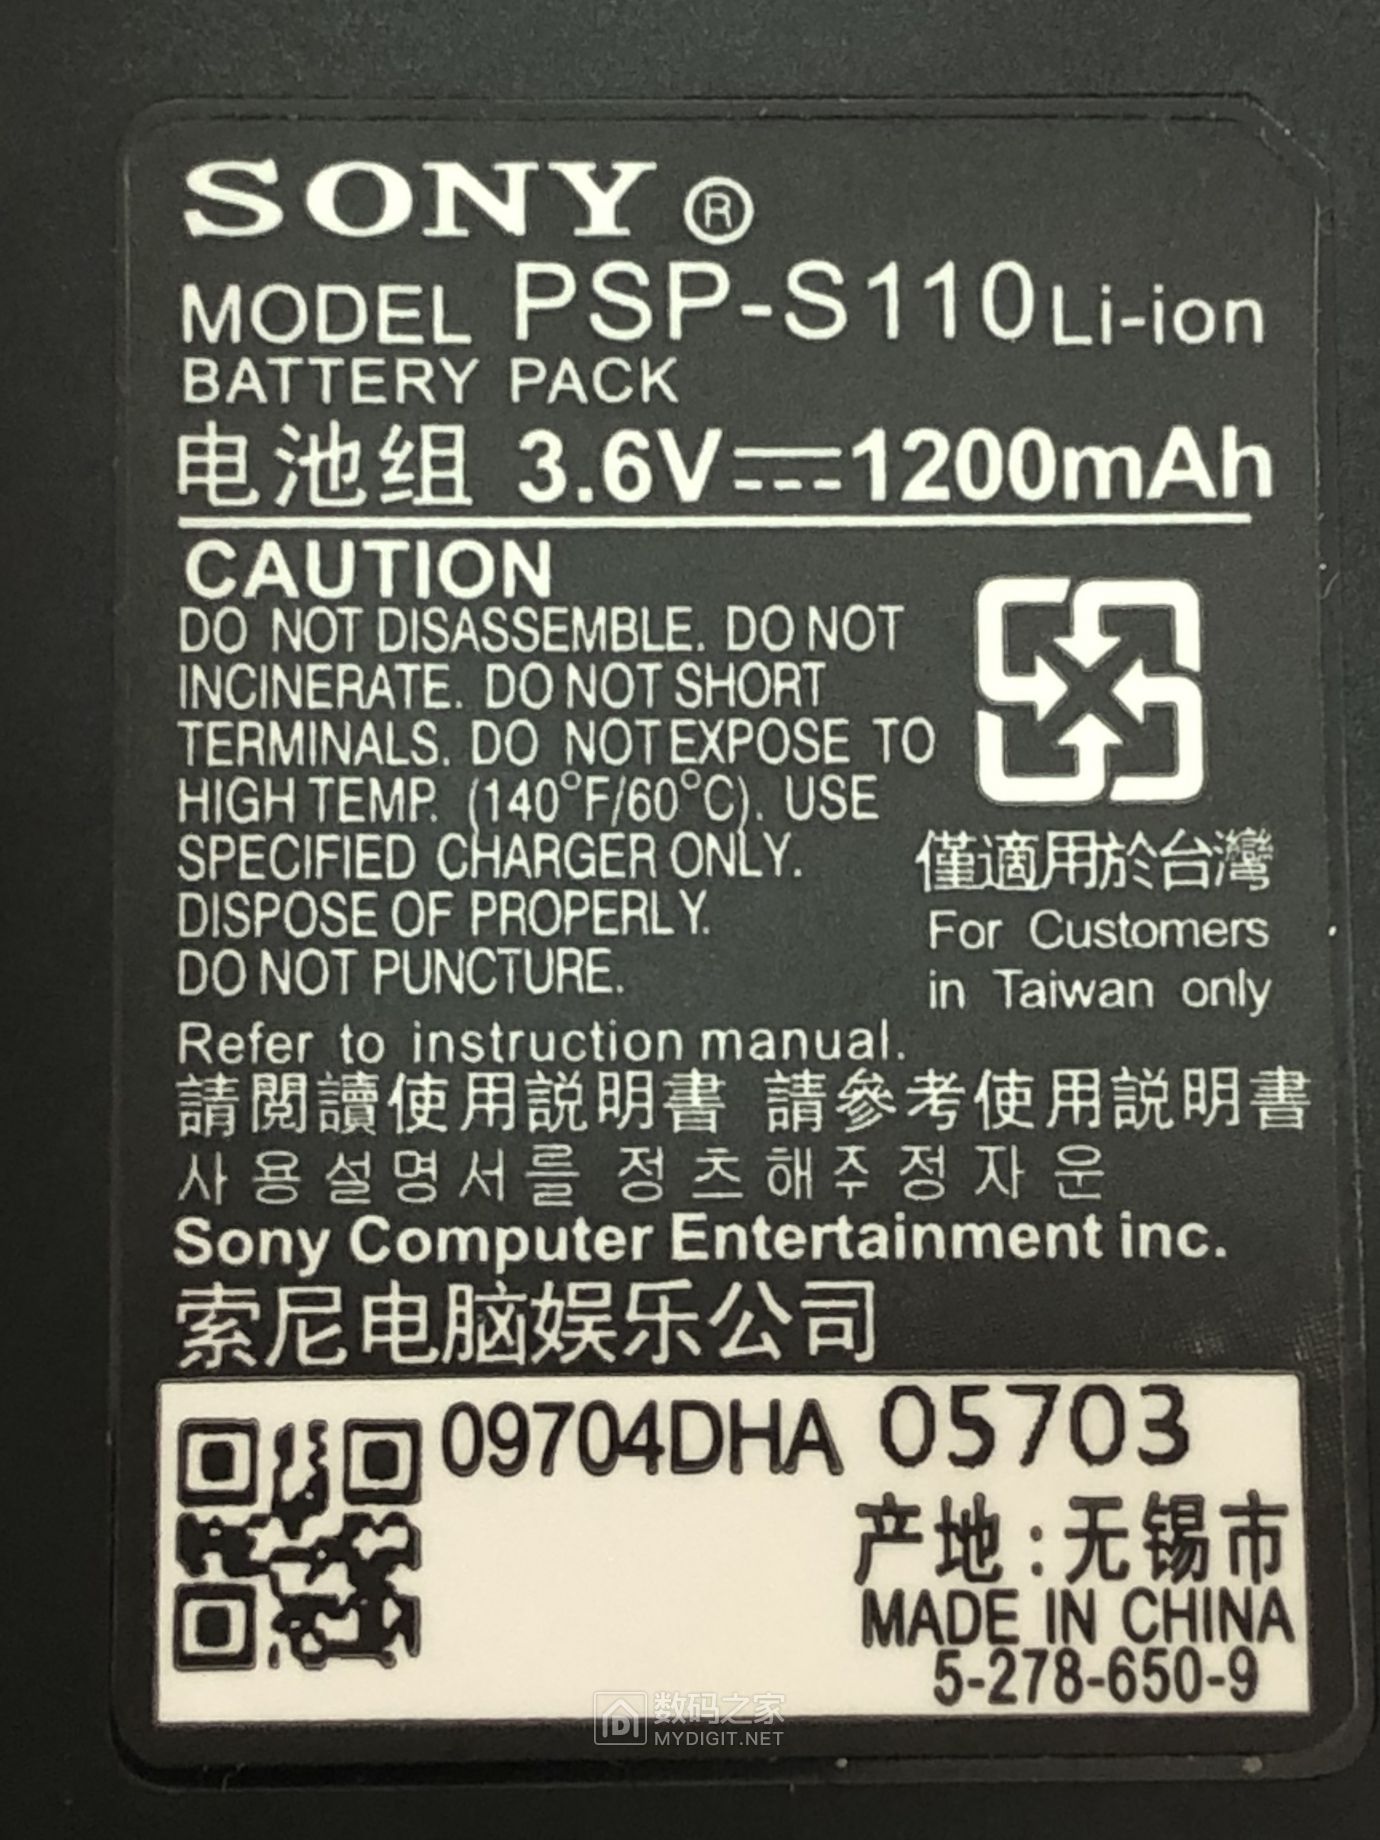 SONY®
MODEL PSP-S110 Li-ion
BATTERY PACK
电池组 3.6V⎓1200mAh
CAUTION
DO NOT DISASSEMBLE. DO NOT
INCINERATE. DO NOT SHORT
TERMINALS. DO NOT EXPOSE TO
HIGH TEMP. (140°F/60°C). USE
SPECIFIED CHARGER ONLY.
DISPOSE OF PROPERLY.
DO NOT PUNCTURE.
僅適用於台灣
For Customers
in Taiwan only
Refer to instruction manual.
請閱讀使用説明書 請參考使用説明書
사용설명서를 정츠해주정자운
Sony Computer Entertainment inc.
索尼电脑娱乐公司
09704DHA 05703
产地:无锡市
MADE IN CHINA
5-278-650-9
数码之家
MYDIGIT.NET